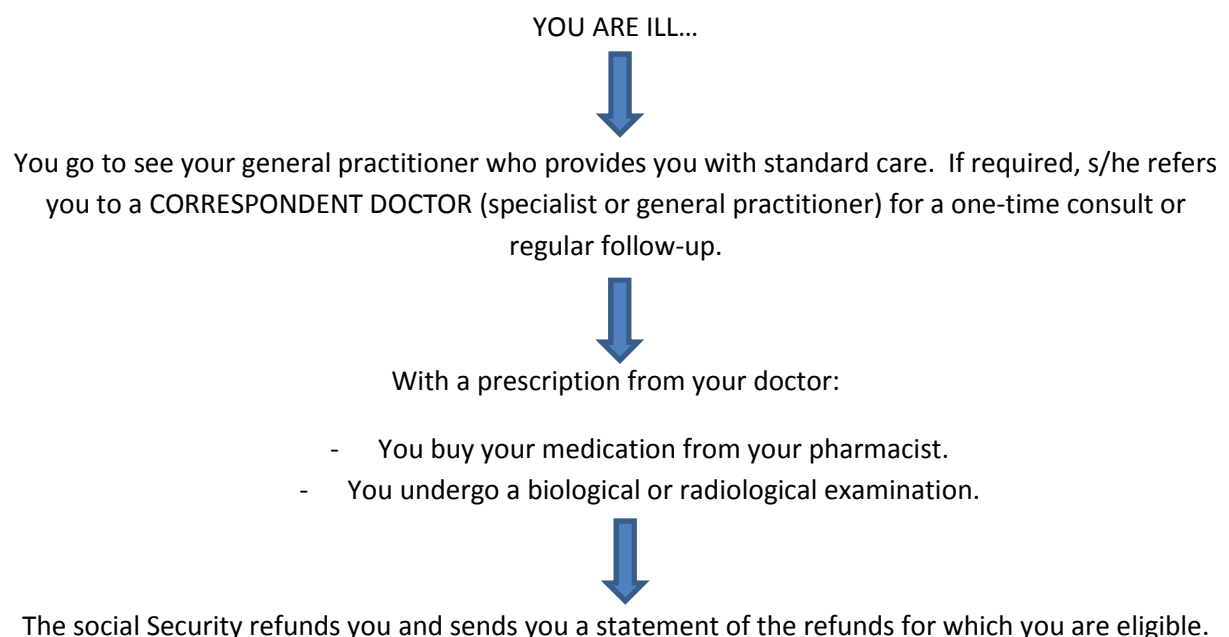 YOU ARE ILL…
You go to see your general practitioner who provides you with standard care.  If required, s/he refers
you to a CORRESPONDENT DOCTOR (specialist or general practitioner) for a one-time consult or
regular follow-up.
With a prescription from your doctor:
- You buy your medication from your pharmacist.
- You undergo a biological or radiological examination.
The social Security refunds you and sends you a statement of the refunds for which you are eligible.